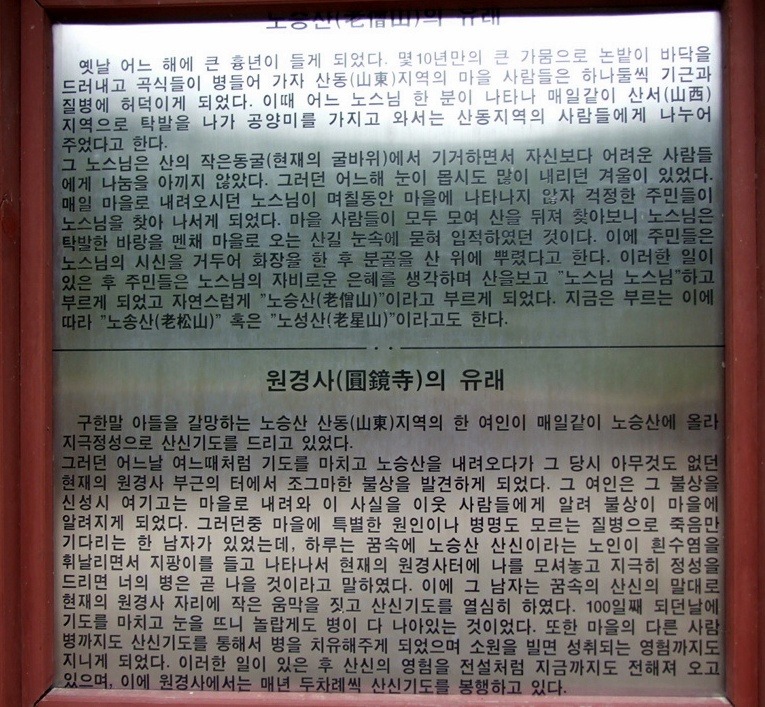 노승산(老僧山)의 유래
옛날 어느 해에 큰 흉년이 들게 되었다. 몇10년만의 큰 가뭄으로 논밭이 바닥을
드러내고 곡식들이 병들어 가자 산동(山東)지역의 마을 사람들은 하나둘씩 기근과
질병에 허덕이게 되었다. 이때 어느 노스님 한 분이 나타나 매일같이 산서(山西)
지역으로 탁발을 나가 공양미를 가지고 와서는 산동지역의 사람들에게 나누어
주었다고 한다.
그 노스님은 산의 작은동굴(현재의 굴바위)에서 기거하면서 자신보다 어려운 사람들
에게 나눔을 아끼지 않았다. 그러던 어느해 눈이 몹시도 많이 내리던 겨울이 있었다.
매일 마을로 내려오시던 노스님이 며칠동안 마을에 나타나지 않자 걱정한 주민들이
노스님을 찾아 나서게 되었다. 마을 사람들이 모두 모여 산을 뒤져 찾아보니 노스님은
탁발한 바랑을 멘채 마을로 오는 산길 눈속에 묻혀 입적하였던 것이다. 이에 주민들은
노스님의 시신을 거두어 화장을 한 후 분골을 산 위에 뿌렸다고 한다. 이러한 일이
있은 후 주민들은 노스님의 자비로운 은혜를 생각하며 산을보고 "노스님 노스님"하고
부르게 되었고 자연스럽게 "노승산(老僧山)"이라고 부르게 되었다. 지금은 부르는 이에
따라 "노송산(老松山)" 혹은 "노성산(老星山)"이라고도 한다.
원경사(圓鏡寺)의 유래
구한말 아들을 갈망하는 노승산 산동(山東)지역의 한 여인이 매일같이 노승산에 올라
지극정성으로 산신기도를 드리고 있었다.
그러던 어느날 여느때처럼 기도를 마치고 노승산을 내려오다가 그 당시 아무것도 없던
현재의 원경사 부근의 터에서 조그마한 불상을 발견하게 되었다. 그 여인은 그 불상을
신성시 여기고는 마을로 내려와 이 사실을 이웃 사람들에게 알려 불상이 마을에
알려지게 되었다. 그러던중 마을에 특별한 원인이나 병명도 모르는 질병으로 죽음만
기다리는 한 남자가 있었는데, 하루는 꿈속에 노승산 산신이라는 노인이 흰수염을
휘날리면서 지팡이를 들고 나타나서 현재의 원경사터에 나를 모셔놓고 지극히 정성을
드리면 너의 병은 곧 나을 것이라고 말하였다. 이에 그 남자는 꿈속의 산신의 말대로
현재의 원경사 자리에 작은 움막을 짓고 산신기도를 열심히 하였다. 100일째 되던날에
기도를 마치고 눈을 뜨니 놀랍게도 병이 다 나아있는 것이었다. 또한 마을의 다른 사람
병까지도 산신기도를 통해서 병을 치유해주게 되었으며 소원을 빌면 성취되는 영험까지도
지니게 되었다. 이러한 일이 있은 후 산신의 영험을 전설처럼 지금까지도 전해져 오고
있으며, 이에 원경사에서는 매년 두차례씩 산신기도를 봉행하고 있다.